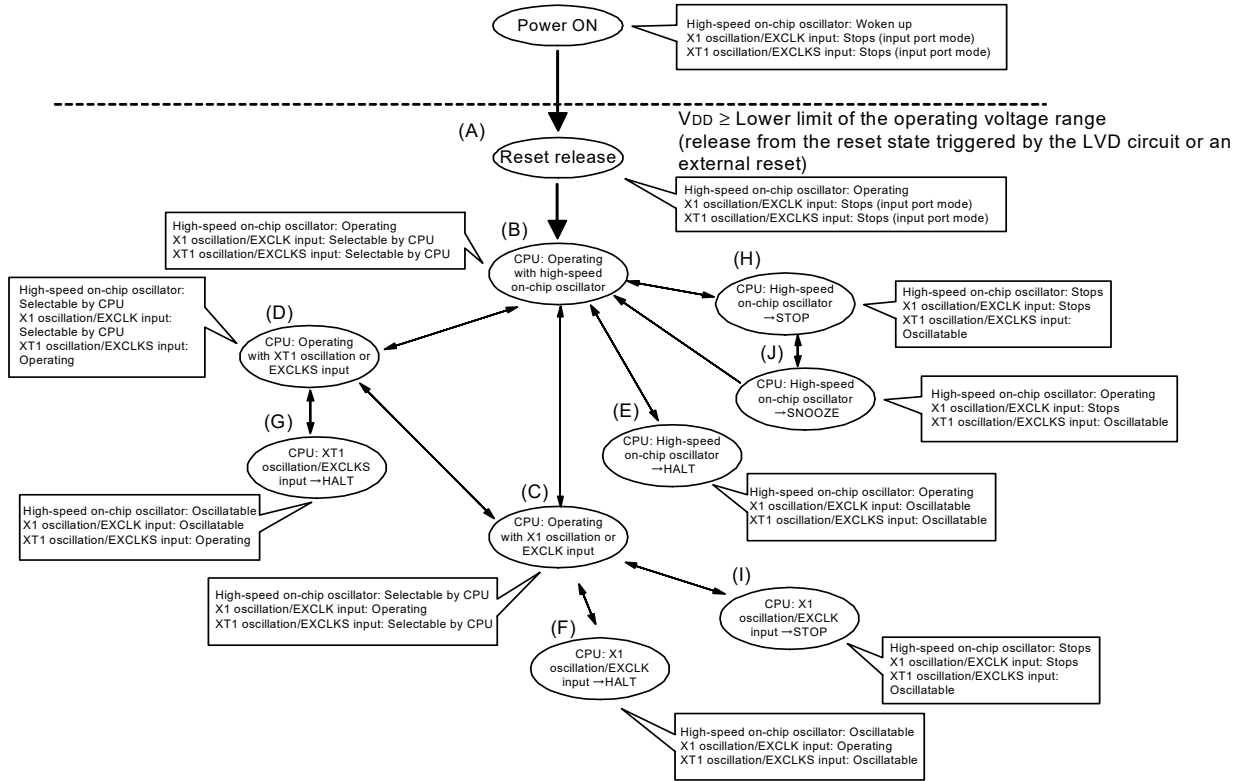 Power ON
High-speed on-chip oscillator: Woken up
X1 oscillation/EXCLK input: Stops (input port mode)
XT1 oscillation/EXCLKS input: Stops (input port mode)
VDD ≥ Lower limit of the operating voltage range
(release from the reset state triggered by the LVD circuit or an
external reset)
(A)
Reset release
High-speed on-chip oscillator: Operating
X1 oscillation/EXCLK input: Stops (input port mode)
XT1 oscillation/EXCLKS input: Stops (input port mode)
High-speed on-chip oscillator: Operating
X1 oscillation/EXCLK input: Selectable by CPU
XT1 oscillation/EXCLKS input: Selectable by CPU
(B)
CPU: Operating
with high-speed
on-chip oscillator
(H)
CPU: High-speed
on-chip oscillator
→STOP
High-speed on-chip oscillator: Stops
X1 oscillation/EXCLK input: Stops
XT1 oscillation/EXCLKS input:
Oscillatable
High-speed on-chip oscillator:
Selectable by CPU
X1 oscillation/EXCLK input:
Selectable by CPU
XT1 oscillation/EXCLKS input:
Operating
(D)
CPU: Operating
with XT1 oscillation or
EXCLKS input
(J)
CPU: High-speed
on-chip oscillator
→SNOOZE
High-speed on-chip oscillator: Operating
X1 oscillation/EXCLK input: Stops
XT1 oscillation/EXCLKS input: Oscillatable
(G)
CPU: XT1
oscillation/EXCLKS
input →HALT
(E)
CPU: High-speed
on-chip oscillator
→HALT
High-speed on-chip oscillator: Oscillatable
X1 oscillation/EXCLK input: Oscillatable
XT1 oscillation/EXCLKS input: Operating
High-speed on-chip oscillator: Operating
X1 oscillation/EXCLK input: Oscillatable
XT1 oscillation/EXCLKS input: Oscillatable
(C)
CPU: Operating
with X1 oscillation or
EXCLK input
High-speed on-chip oscillator: Selectable by CPU
X1 oscillation/EXCLK input: Operating
XT1 oscillation/EXCLKS input: Selectable by CPU
(I)
CPU: X1
oscillation/EXCLK
input →STOP
High-speed on-chip oscillator: Stops
X1 oscillation/EXCLK input: Stops
XT1 oscillation/EXCLKS input:
Oscillatable
(F)
CPU: X1
oscillation/EXCLK
input →HALT
High-speed on-chip oscillator: Oscillatable
X1 oscillation/EXCLK input: Operating
XT1 oscillation/EXCLKS input: Oscillatable